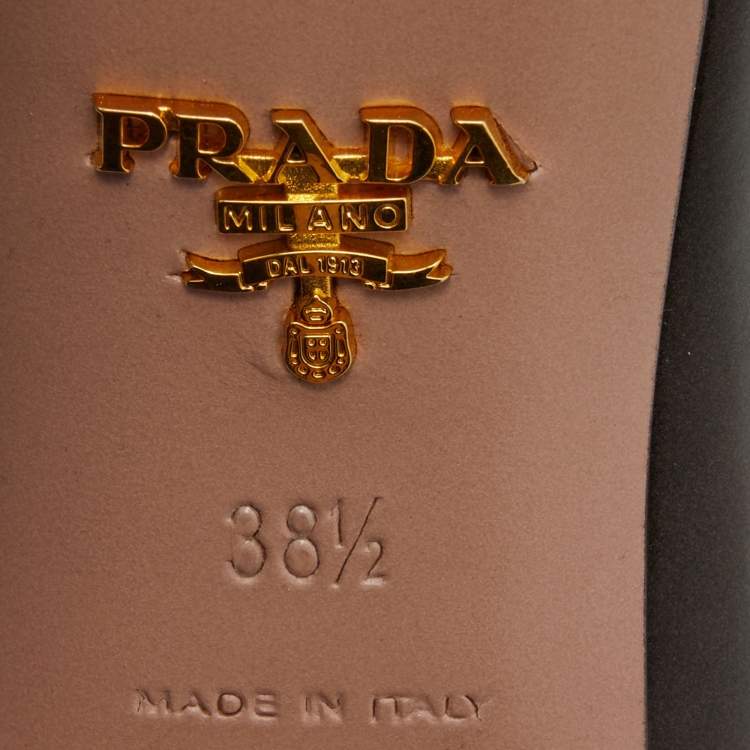 PRADA
MILANO
DAL 1913
38½
MADE IN ITALY